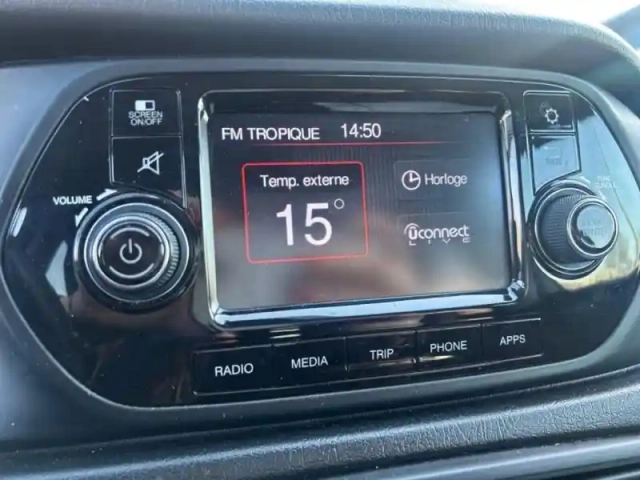 SCREEN
ON/OFF
FM TROPIQUE 14:50
VOLUME
Temp. externe
15°
Horloge
uconnect
LIVE
RADIO
MEDIA
TRIP
PHONE
APPS